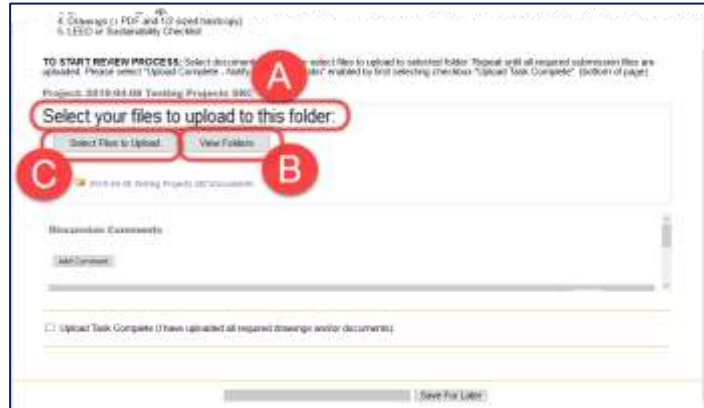 4. Drawings (1 PDF and 1/2 sized hardcopy)
5. LEED or Sustainability Checklist
TO START REVIEW PROCESS: Select document select files to upload to selected folder. Repeat until all required submission files are
uploaded. Please select "Upload Complete - Notify enabled by first selecting checkbox "Upload Task Complete". (bottom of page)
A
Project: 2019-04-08 Testing Projects SKC
Select your files to upload to this folder:
Select Files to Upload View Folders
C B
2019-04-08 Testing Projects SKC\Documents
Discussion Comments
Add Comment
Upload Task Complete (I have uploaded all required drawings and/or documents)
Save For Later